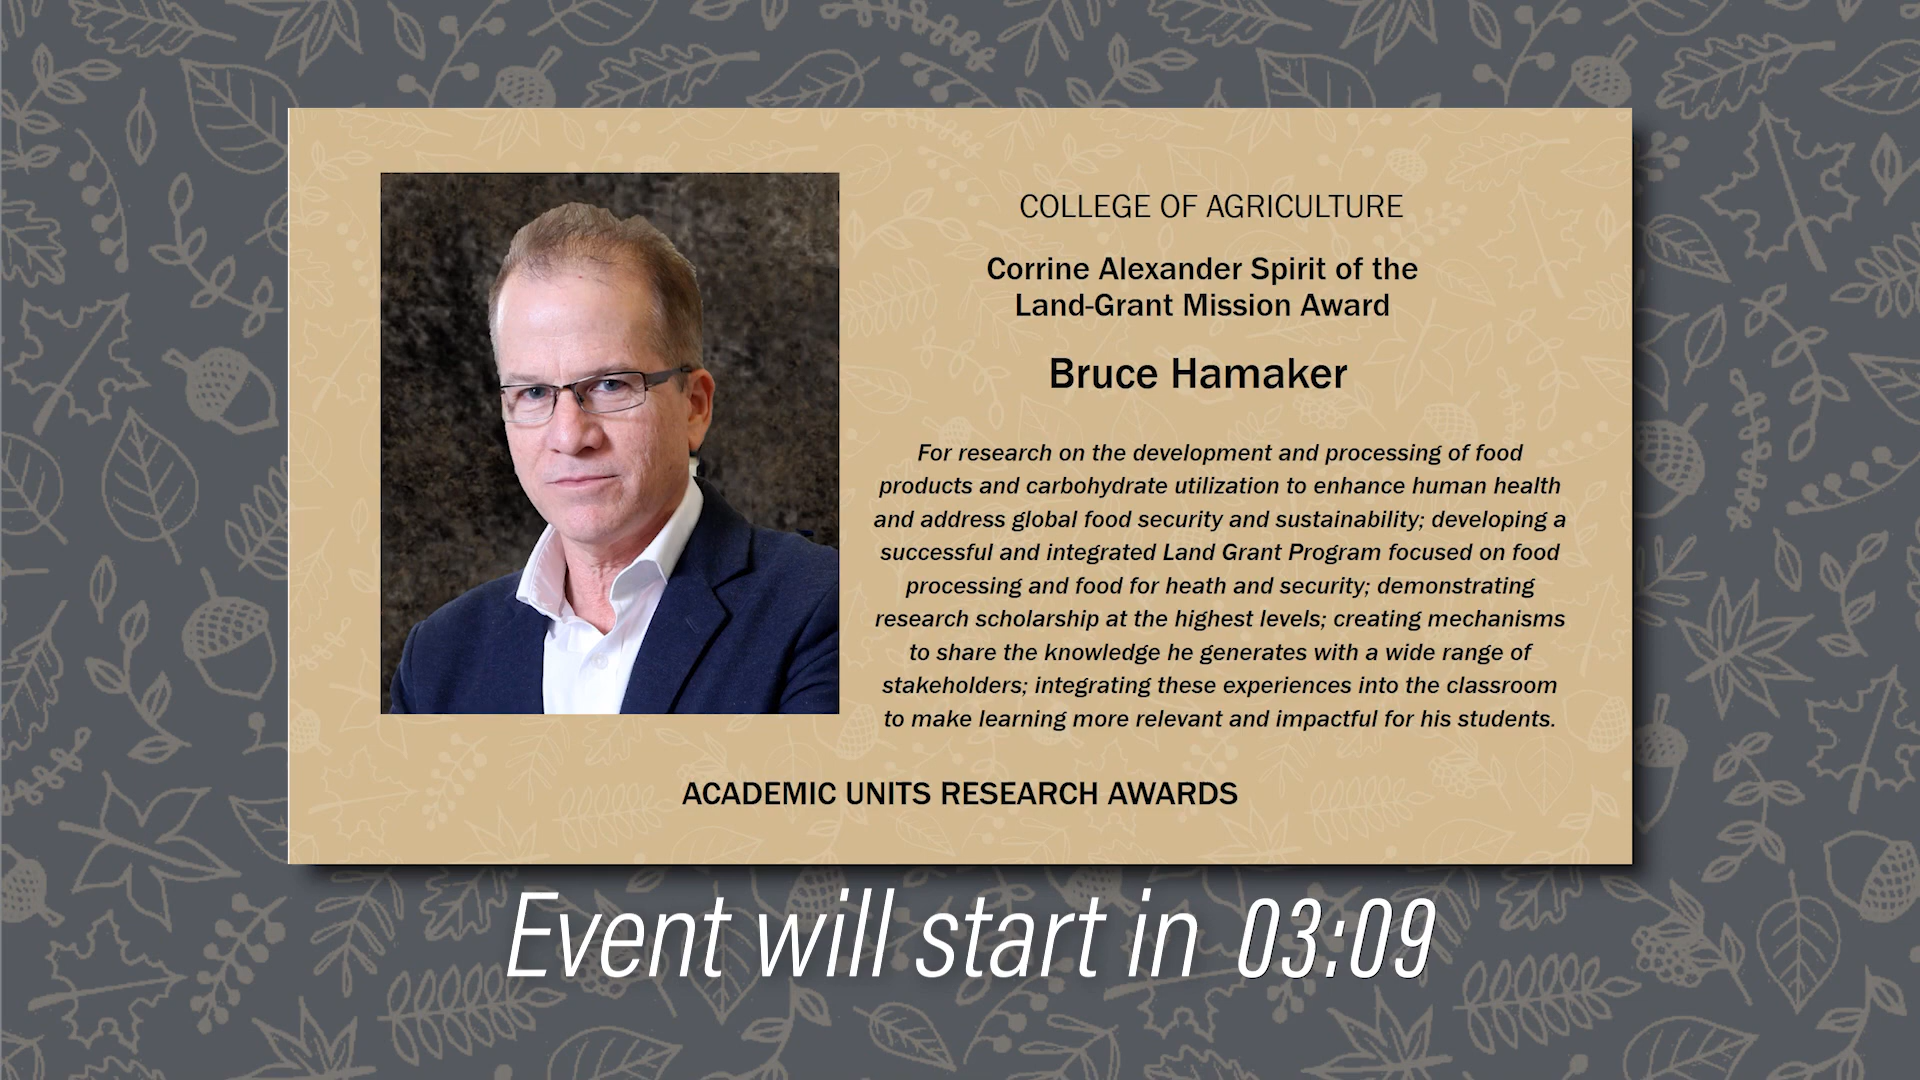 COLLEGE OF AGRICULTURE
Corrine Alexander Spirit of the
Land-Grant Mission Award
Bruce Hamaker
For research on the development and processing of food
products and carbohydrate utilization to enhance human health
and address global food security and sustainability; developing a
successful and integrated Land Grant Program focused on food
processing and food for heath and security; demonstrating
research scholarship at the highest levels; creating mechanisms
to share the knowledge he generates with a wide range of
stakeholders; integrating these experiences into the classroom
to make learning more relevant and impactful for his students.
ACADEMIC UNITS RESEARCH AWARDS
Event will start in 03:09